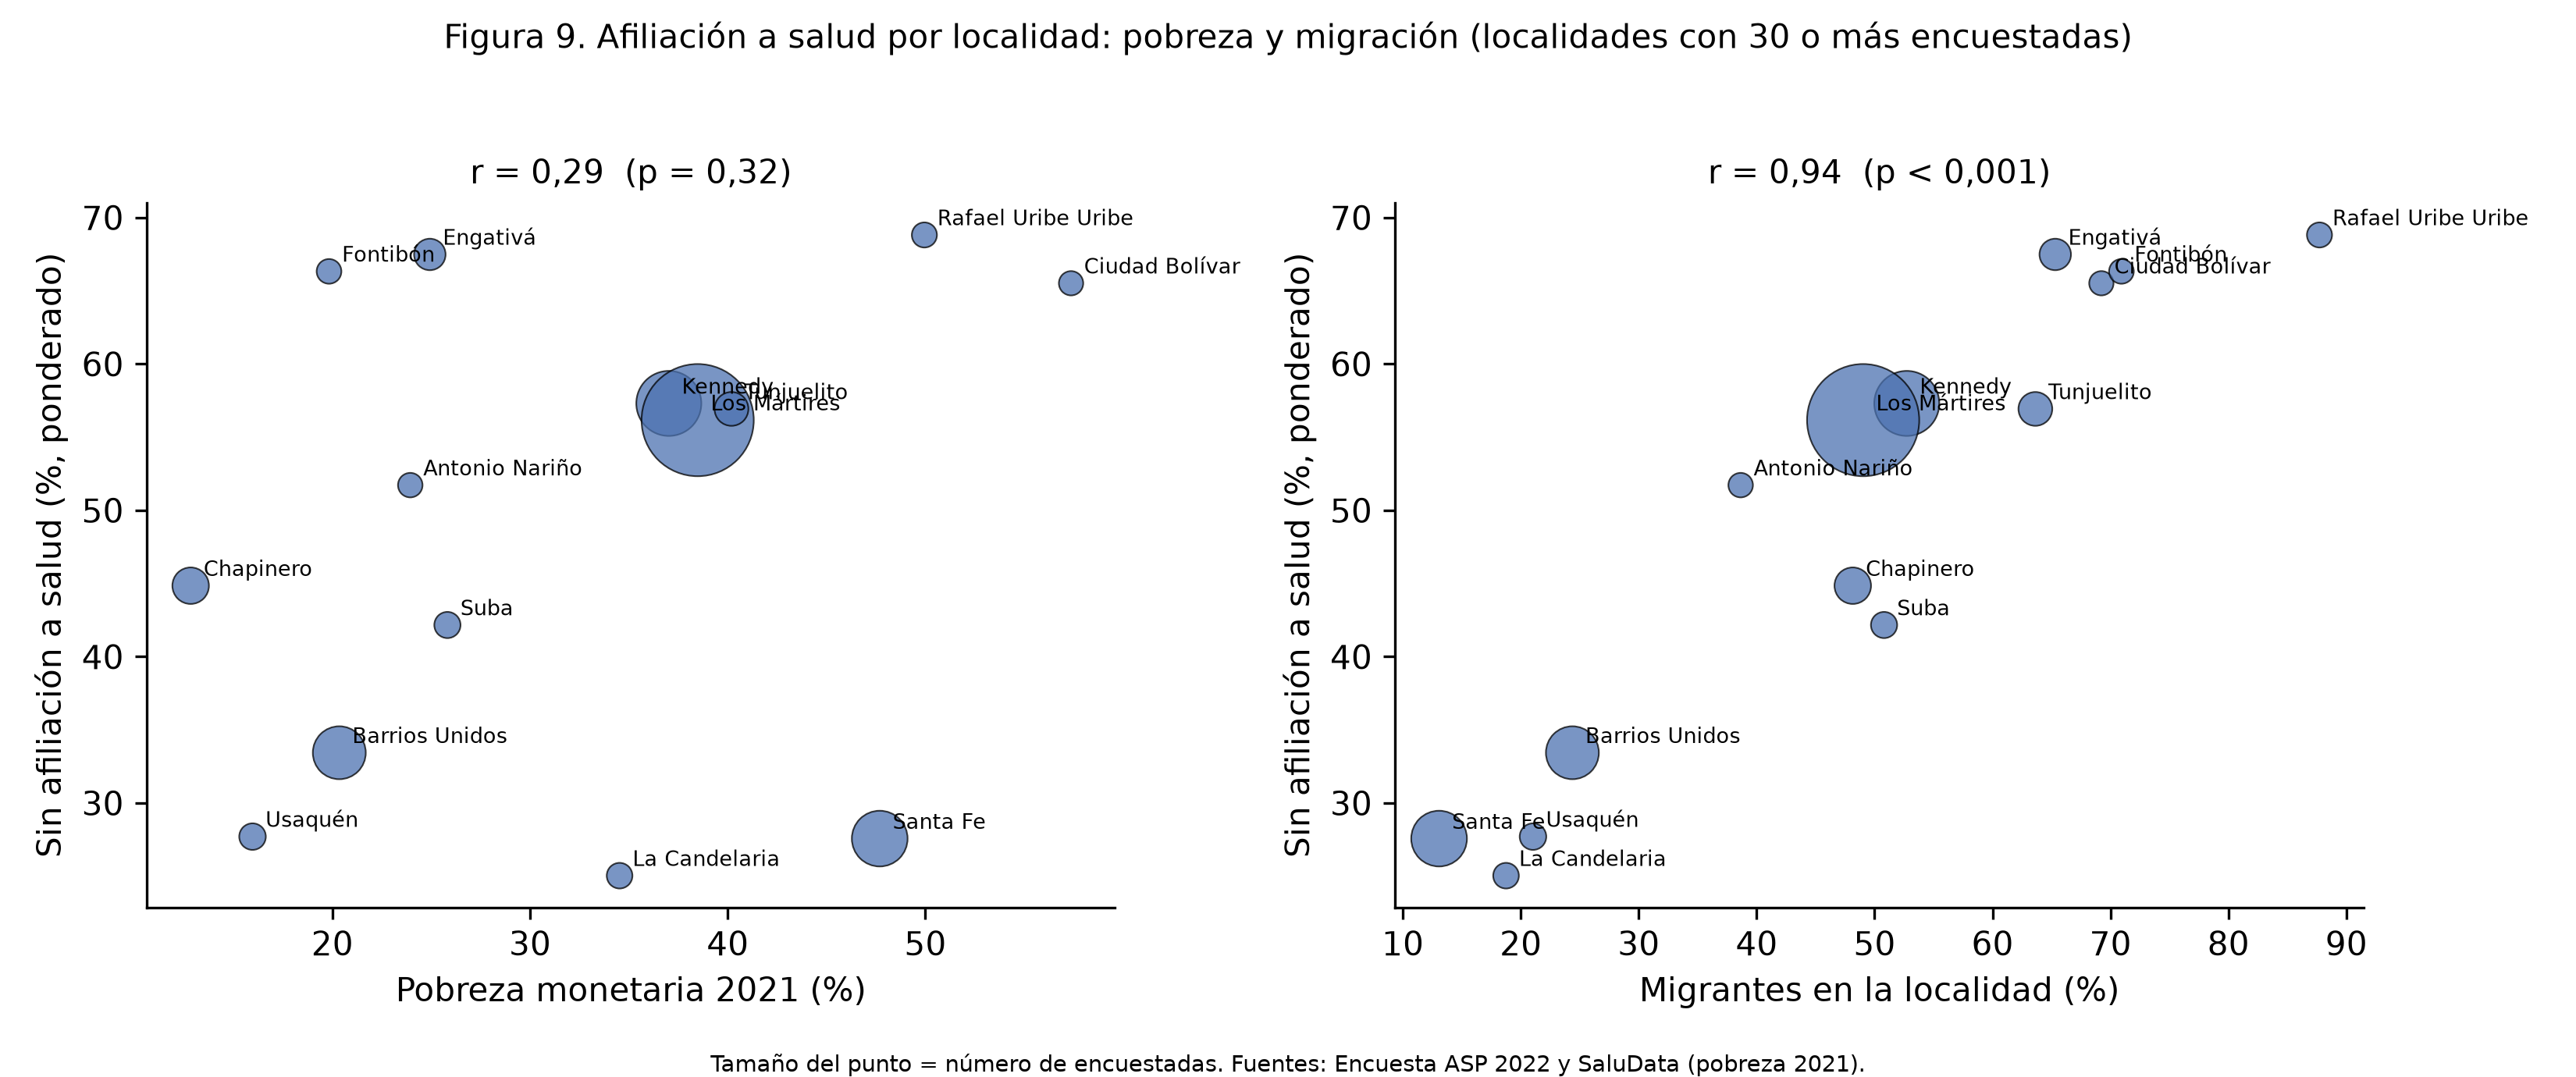 Figura 9. Afiliación a salud por localidad: pobreza y migración (localidades con 30 o más encuestadas)
r = 0,29  (p = 0,32)
Sin afiliación a salud (%, ponderado)
70
60
50
40
30
Rafael Uribe Uribe
Engativá
Fontibón
Ciudad Bolívar
Kennedy
Tunjuelito
Los Mártires
Antonio Nariño
Chapinero
Suba
Barrios Unidos
Usaquén
Santa Fe
La Candelaria
20 30 40 50
Pobreza monetaria 2021 (%)
r = 0,94  (p < 0,001)
Sin afiliación a salud (%, ponderado)
70
60
50
40
30
Rafael Uribe Uribe
Engativá
Fontibón
Ciudad Bolívar
Kennedy
Tunjuelito
Los Mártires
Antonio Nariño
Chapinero
Suba
Barrios Unidos
Santa Fe
Usaquén
La Candelaria
10 20 30 40 50 60 70 80 90
Migrantes en la localidad (%)
Tamaño del punto = número de encuestadas. Fuentes: Encuesta ASP 2022 y SaluData (pobreza 2021).